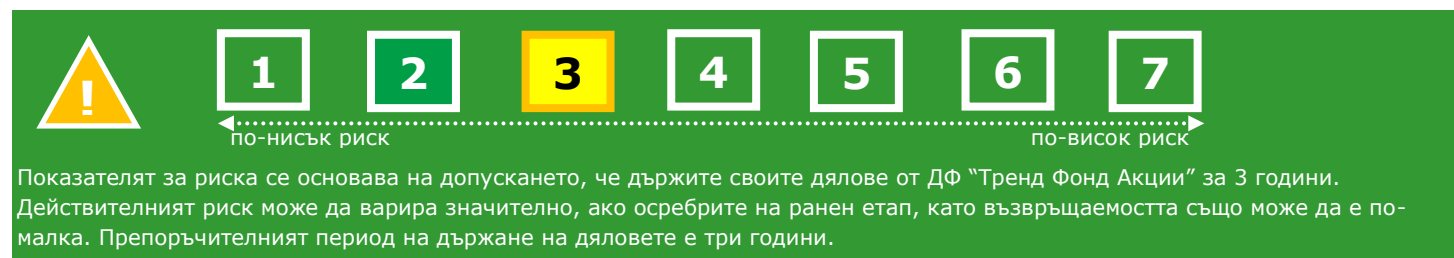 ! 1 2 3 4 5 6 7
по-нисък риск по-висок риск
Показателят за риска се основава на допускането, че държите своите дялове от ДФ “Тренд Фонд Акции” за 3 години.
Действителният риск може да варира значително, ако осребрите на ранен етап, като възвръщаемостта също може да е по-
малка. Препоръчителният период на държане на дяловете е три години.